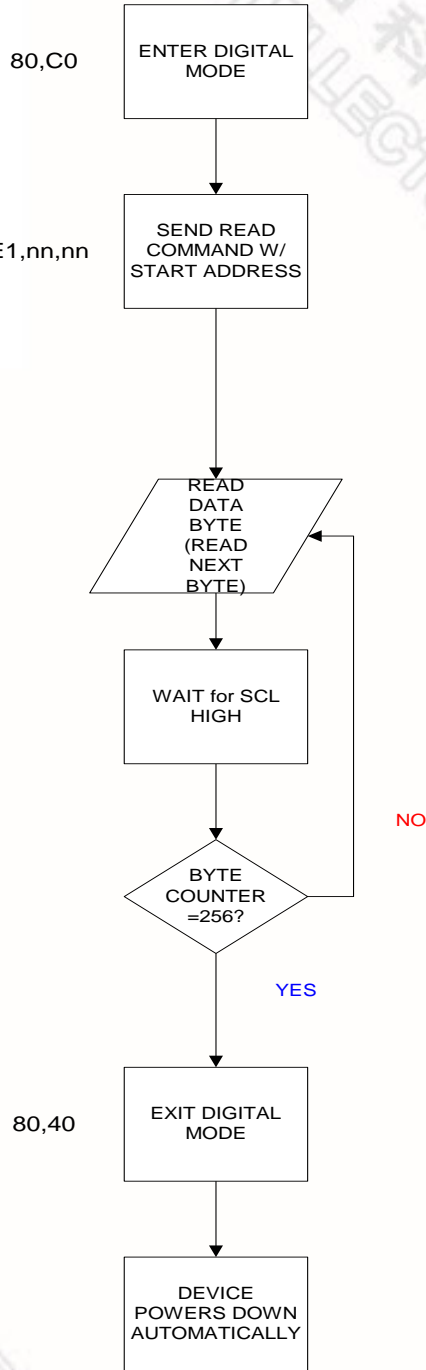 80,C0
ENTER DIGITAL
MODE
E1,nn,nn
SEND READ
COMMAND W/
START ADDRESS
READ
DATA
BYTE
(READ
NEXT
BYTE)
WAIT for SCL
HIGH
NO
BYTE
COUNTER
=256?
YES
80,40
EXIT DIGITAL
MODE
DEVICE
POWERS DOWN
AUTOMATICALLY